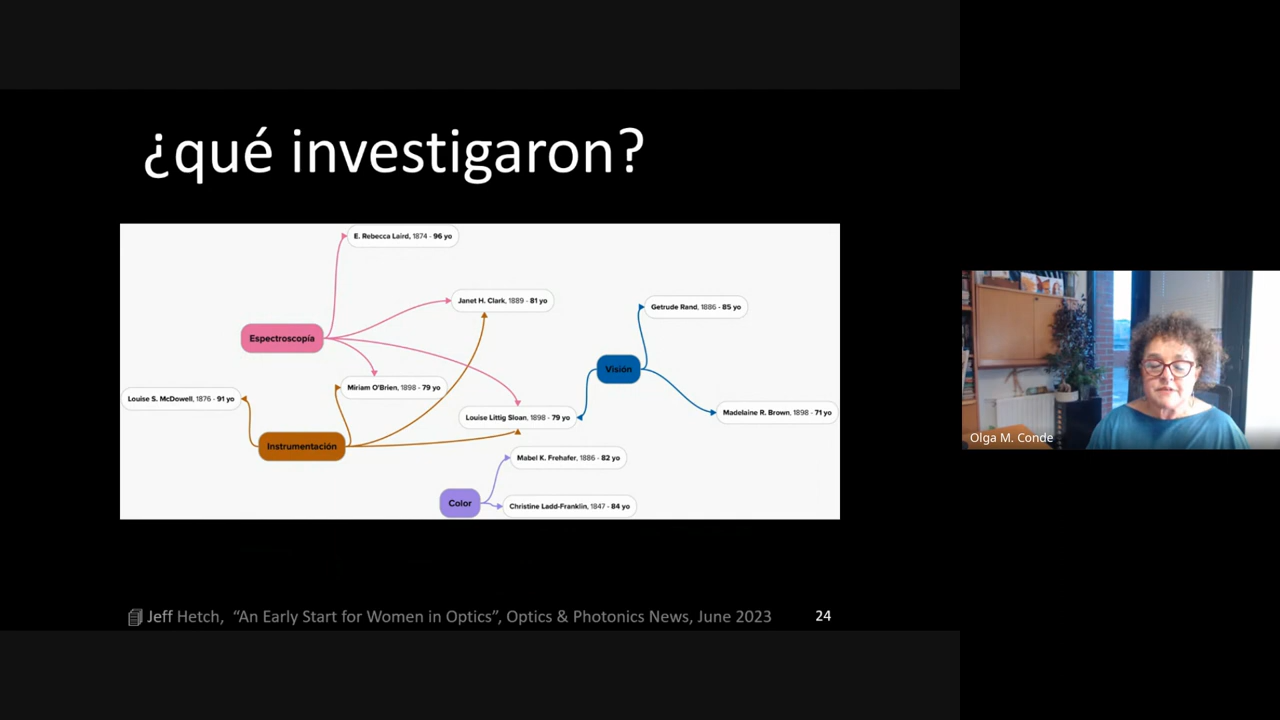 ¿qué investigaron?
E. Rebecca Laird, 1874 - 96 yo
Janet H. Clark, 1889 - 81 yo
Getrude Rand, 1886 - 85 yo
Espectroscopía
Visión
Miriam O'Brien, 1898 - 79 yo
Louise S. McDowell, 1876 - 91 yo
Louise Littig Sloan, 1898 - 79 yo
Madelaine R. Brown, 1898 - 71 yo
Instrumentación
Mabel K. Frehafer, 1886 - 82 yo
Color
Christine Ladd-Franklin, 1847 - 84 yo
Jeff Hetch, “An Early Start for Women in Optics”, Optics & Photonics News, June 2023
24
Olga M. Conde